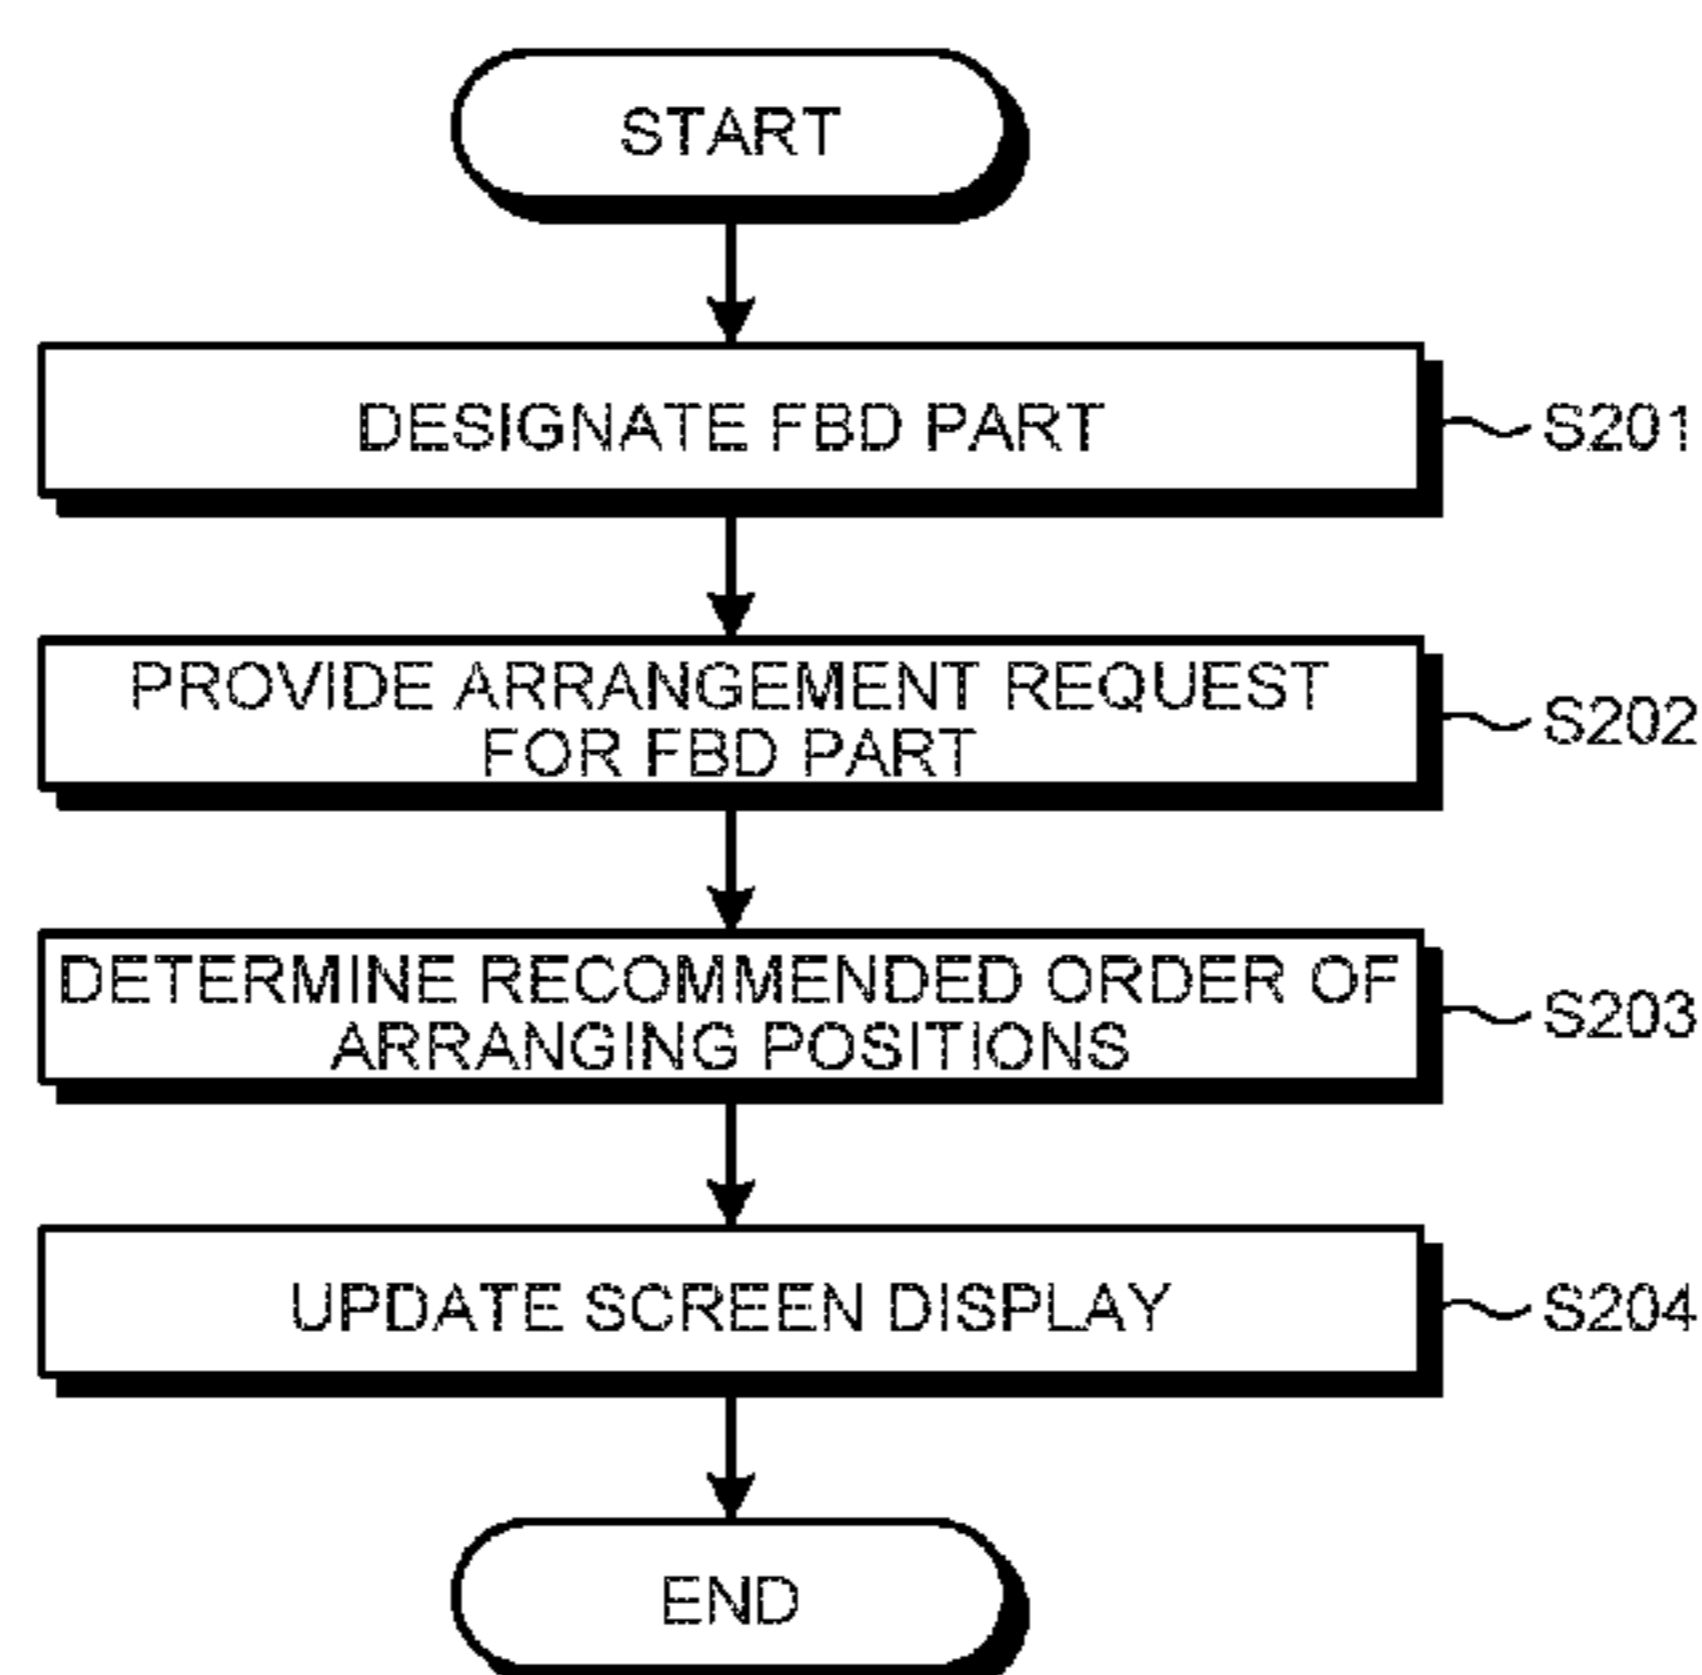 START
DESIGNATE FBD PART
S201
PROVIDE ARRANGEMENT REQUEST
FOR FBD PART
S202
DETERMINE RECOMMENDED ORDER OF
ARRANGING POSITIONS
S203
UPDATE SCREEN DISPLAY
S204
END